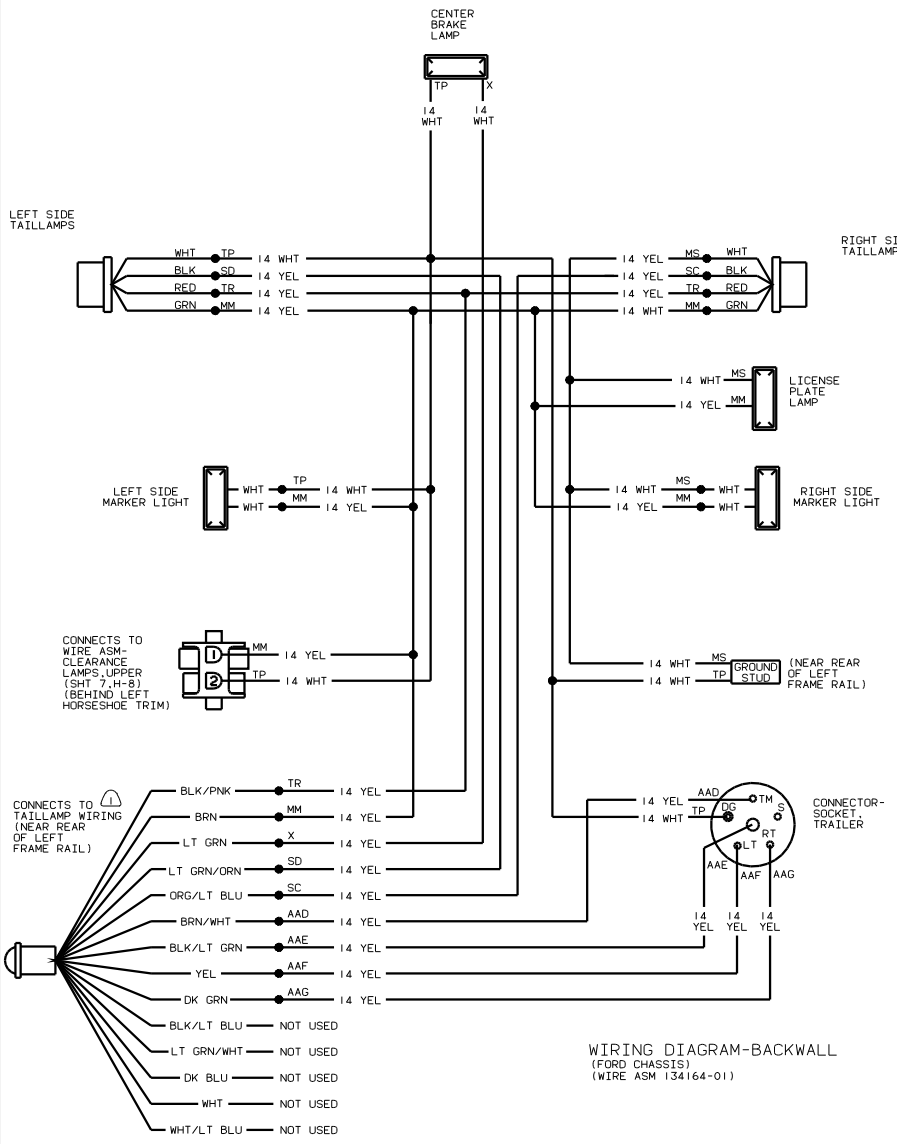 CENTER
BRAKE
LAMP
TP X
14 WHT
14 WHT
LEFT SIDE
TAILLAMPS
RIGHT SI
TAILLAMP
WHT TP 14 WHT
BLK SD 14 YEL
RED TR 14 YEL
GRN MM 14 YEL
14 YEL MS WHT
14 YEL SC BLK
14 YEL TR RED
14 WHT MM GRN
14 WHT MS
14 YEL MM
LICENSE
PLATE
LAMP
LEFT SIDE
MARKER LIGHT
WHT TP 14 WHT
WHT MM 14 YEL
14 WHT MS WHT
14 YEL MM WHT
RIGHT SIDE
MARKER LIGHT
CONNECTS TO
WIRE ASM-
CLEARANCE
LAMPS,UPPER
(SHT 7,H-8)
(BEHIND LEFT
HORSESHOE TRIM)
1 MM 14 YEL
2 TP 14 WHT
14 WHT MS
14 WHT TP
GROUND
STUD
(NEAR REAR
OF LEFT
FRAME RAIL)
CONNECTS TO 1
TAILLAMP WIRING
(NEAR REAR
OF LEFT
FRAME RAIL)
BLK/PNK TR 14 YEL
BRN MM 14 YEL
LT GRN X 14 YEL
LT GRN/ORN SD 14 YEL
ORG/LT BLU SC 14 YEL
BRN/WHT AAD 14 YEL
BLK/LT GRN AAE 14 YEL
YEL AAF 14 YEL
DK GRN AAG 14 YEL
BLK/LT BLU NOT USED
LT GRN/WHT NOT USED
DK BLU NOT USED
WHT NOT USED
WHT/LT BLU NOT USED
14 YEL AAD TM
14 WHT TP DG S
RT
LT
AAE AAF AAG
14 YEL
14 YEL
14 YEL
CONNECTOR-
SOCKET,
TRAILER
WIRING DIAGRAM-BACKWALL
(FORD CHASSIS)
(WIRE ASM 134164-01)